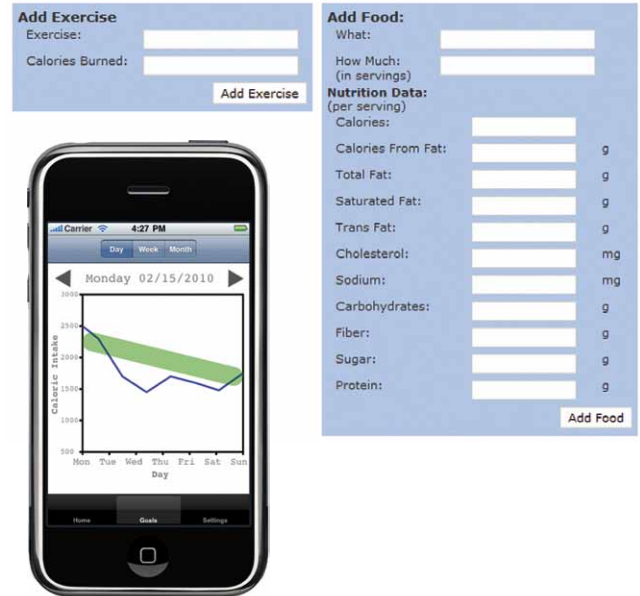 Add Exercise
Exercise:
Calories Burned:
Add Exercise
Add Food:
What:
How Much:
(in servings)
Nutrition Data:
(per serving)
Calories:
Calories From Fat: g
Total Fat: g
Saturated Fat: g
Trans Fat: g
Cholesterol: mg
Sodium: mg
Carbohydrates: g
Fiber: g
Sugar: g
Protein: g
Add Food
Carrier 4:27 PM
Day Week Month
Monday 02/15/2010
3000
2500
2000
1500
1000
500
Caloric Intake
Mon Tue Wed Thu Fri Sat Sun
Day
Home Goals Settings